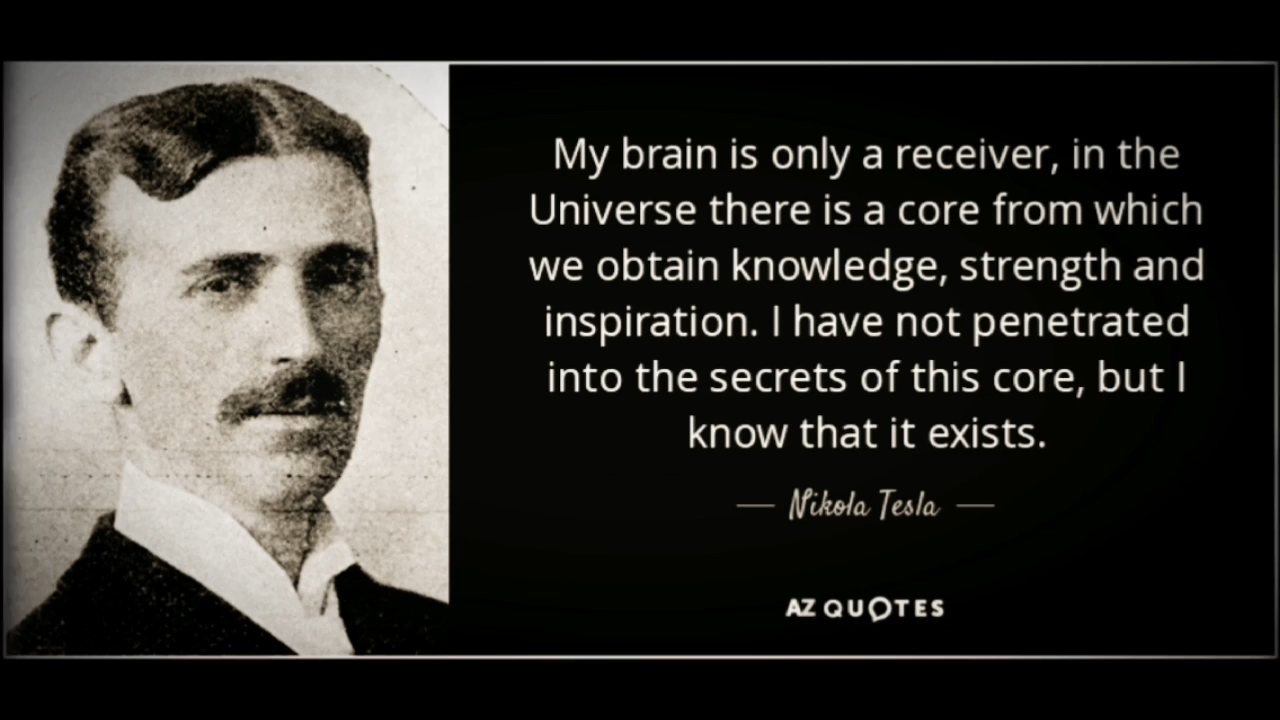 My brain is only a receiver, in the
Universe there is a core from which
we obtain knowledge, strength and
inspiration. I have not penetrated
into the secrets of this core, but I
know that it exists.
Nikola Tesla
AZ QUOTES